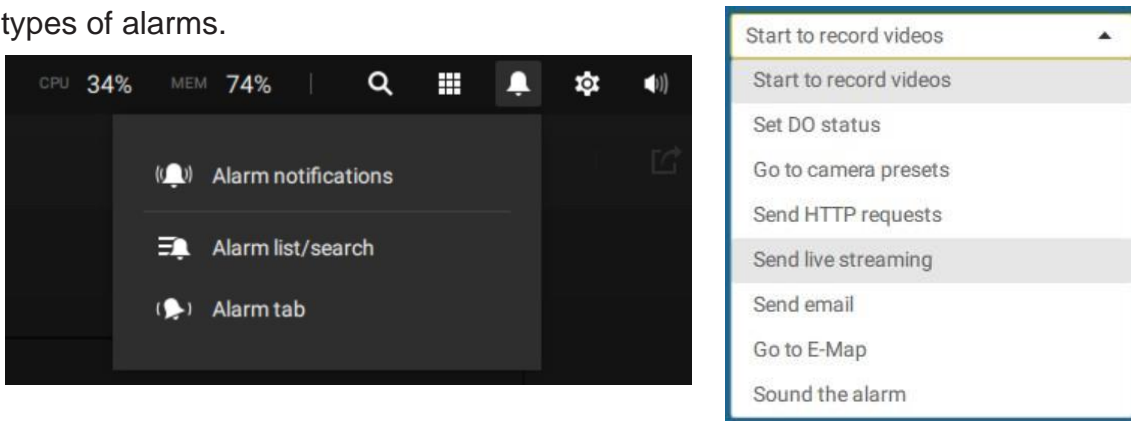 types of alarms.
CPU 34% MEM 74%
Alarm notifications
Alarm list/search
Alarm tab
Start to record videos
Start to record videos
Set DO status
Go to camera presets
Send HTTP requests
Send live streaming
Send email
Go to E-Map
Sound the alarm